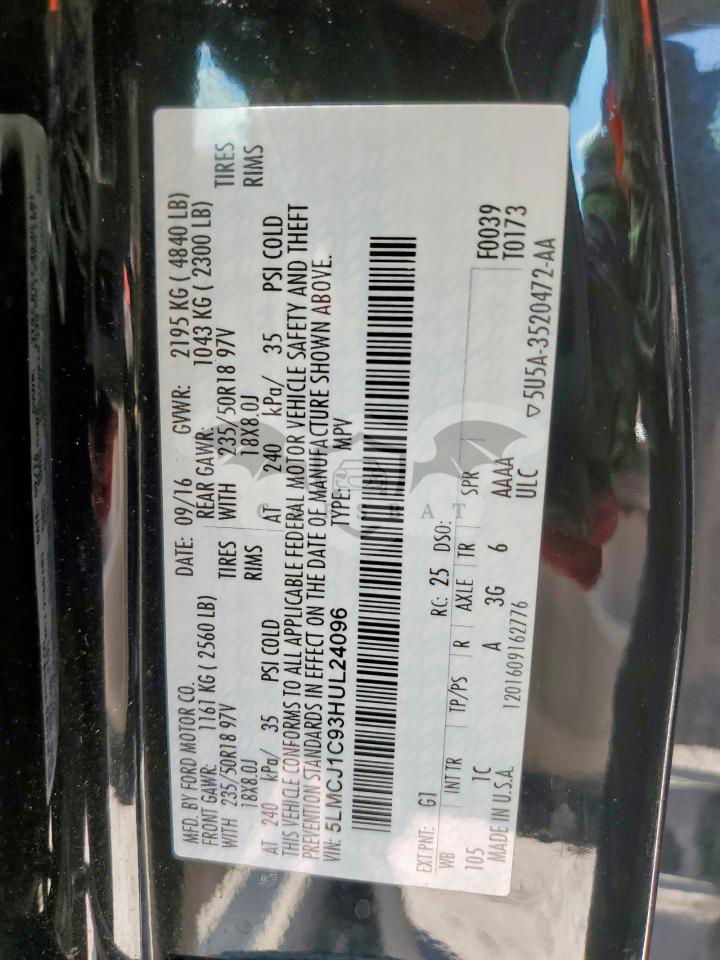 MFD. BY FORD MOTOR CO. DATE: 09/16 GVWR: 2195 KG ( 4840 LB)
FRONT GAWR: 1161 KG ( 2560 LB) REAR GAWR: 1043 KG ( 2300 LB)
WITH 235/50R18 97V TIRES WITH 235/50R18 97V TIRES
18X8.0J RIMS 18X8.0J RIMS
AT 240 kPa/ 35 PSI COLD AT 240 kPa/ 35 PSI COLD
THIS VEHICLE CONFORMS TO ALL APPLICABLE FEDERAL MOTOR VEHICLE SAFETY AND THEFT
PREVENTION STANDARDS IN EFFECT ON THE DATE OF MANUFACTURE SHOWN ABOVE.
VIN: 5LMCJ1C93HUL24096 TYPE: MPV
EXT PNT: G1 RC: 25 DSO: F0039
WB INT TR TP/PS R AXLE TR SPR T0173
105 1C A 3G 6 AAAA
MADE IN U.S.A. 1201609162776 ULC
▽5U5A-3520472-AA